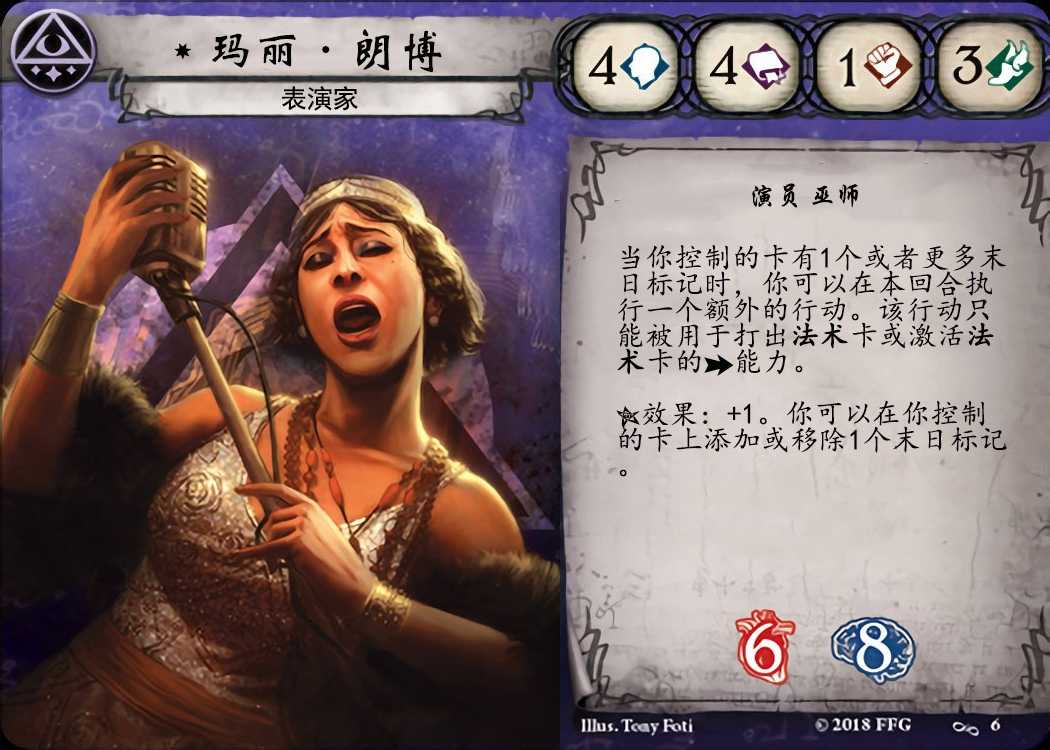 玛丽·朗博
表演家
4 4 1 3
演员 巫师
当你控制的卡有1个或者更多末
日标记时，你可以在本回合执
行一个额外的行动。该行动只
能被用于打出法术卡或激活法
术卡的能力。
效果：+1。你可以在你控制
的卡上添加或移除1个末日标记
。
6 8
Illus. Tony Foti
© 2018 FFG
6